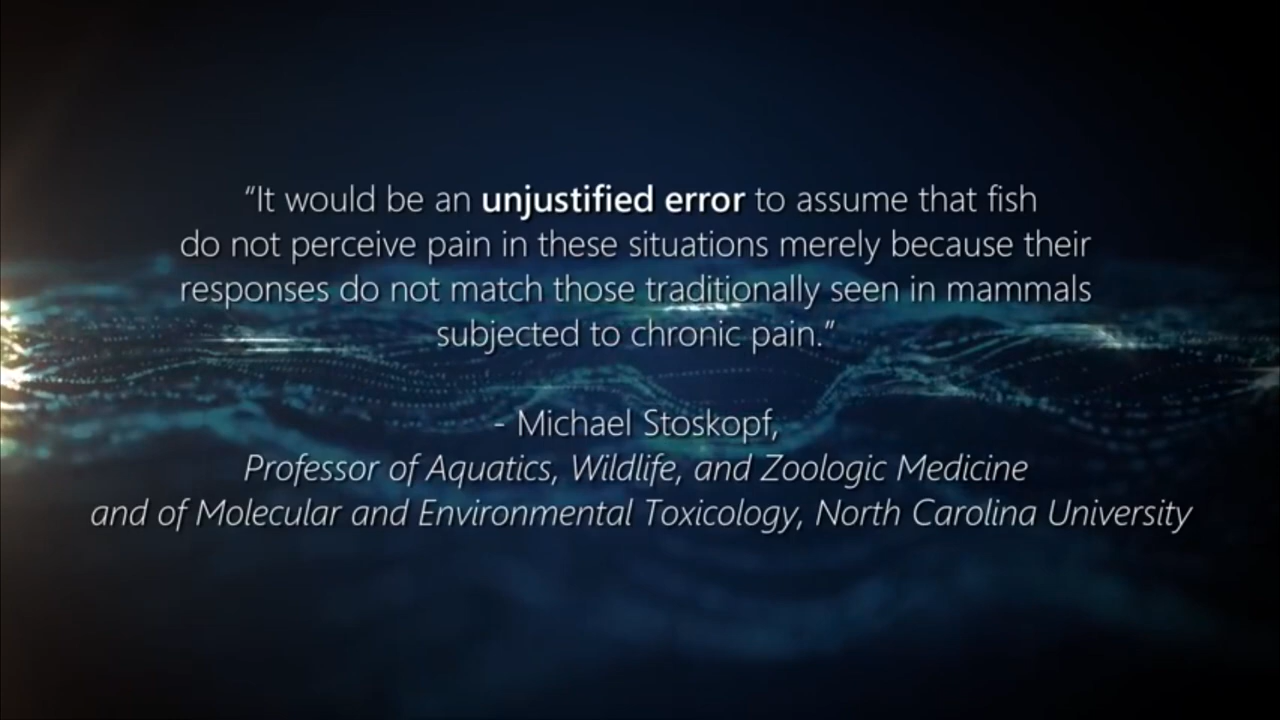 “It would be an unjustified error to assume that fish
do not perceive pain in these situations merely because their
responses do not match those traditionally seen in mammals
subjected to chronic pain.”
- Michael Stoskopf,
Professor of Aquatics, Wildlife, and Zoologic Medicine
and of Molecular and Environmental Toxicology, North Carolina University